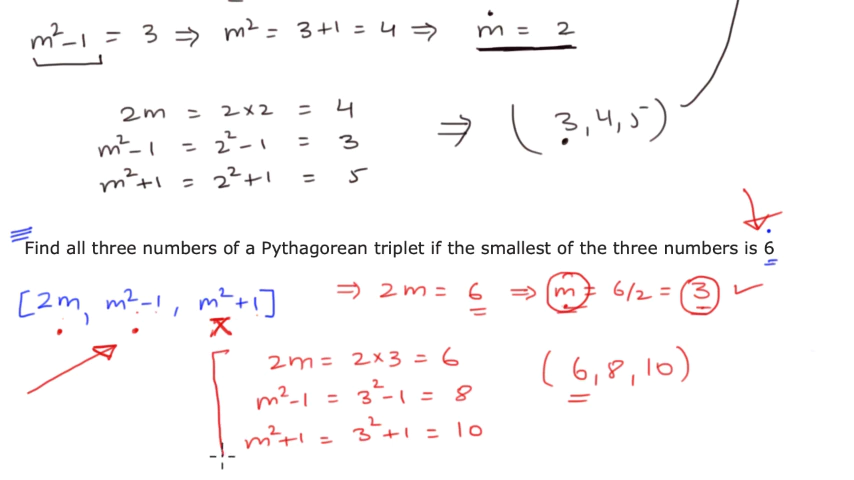 m²-1 = 3 ⇒ m² = 3+1 = 4 ⇒ m = 2
2m = 2×2 = 4
m²-1 = 2²-1 = 3
m²+1 = 2²+1 = 5
⇒ (3,4,5)
Find all three numbers of a Pythagorean triplet if the smallest of the three numbers is 6
[2m, m²-1, m²+1] ⇒ 2m = 6 ⇒ m = 6/2 = 3 ✓
2m = 2×3 = 6
m²-1 = 3²-1 = 8
m²+1 = 3²+1 = 10
(6,8,10)